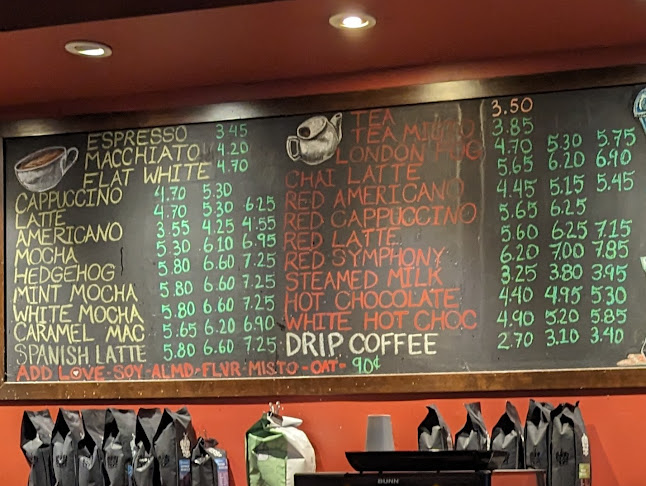 ESPRESSO 3.45
MACCHIATO 4.20
FLAT WHITE 4.70
CAPPUCCINO 4.70 5.30
LATTE 4.70 5.30 6.25
AMERICANO 3.55 4.25 4.55
MOCHA 5.30 6.10 6.95
HEDGEHOG 5.80 6.60 7.25
MINT MOCHA 5.80 6.60 7.25
WHITE MOCHA 5.80 6.60 7.25
CARAMEL MAC 5.65 6.20 6.90
SPANISH LATTE 5.80 6.60 7.25
ADD LOVE-SOY-ALMD-FLVR-MISTO-OAT- 90¢
TEA 3.50
TEA MISTO 3.85
LONDON FOG 4.70 5.30 5.75
CHAI LATTE 5.65 6.20 6.90
RED AMERICANO 4.45 5.15 5.45
RED CAPPUCCINO 5.65 6.25
RED LATTE 5.60 6.25 7.15
RED SYMPHONY 6.20 7.00 7.85
STEAMED MILK 3.25 3.80 3.95
HOT CHOCOLATE 4.40 4.95 5.30
WHITE HOT CHOC 4.90 5.20 5.85
DRIP COFFEE 2.70 3.10 3.40
BUNN